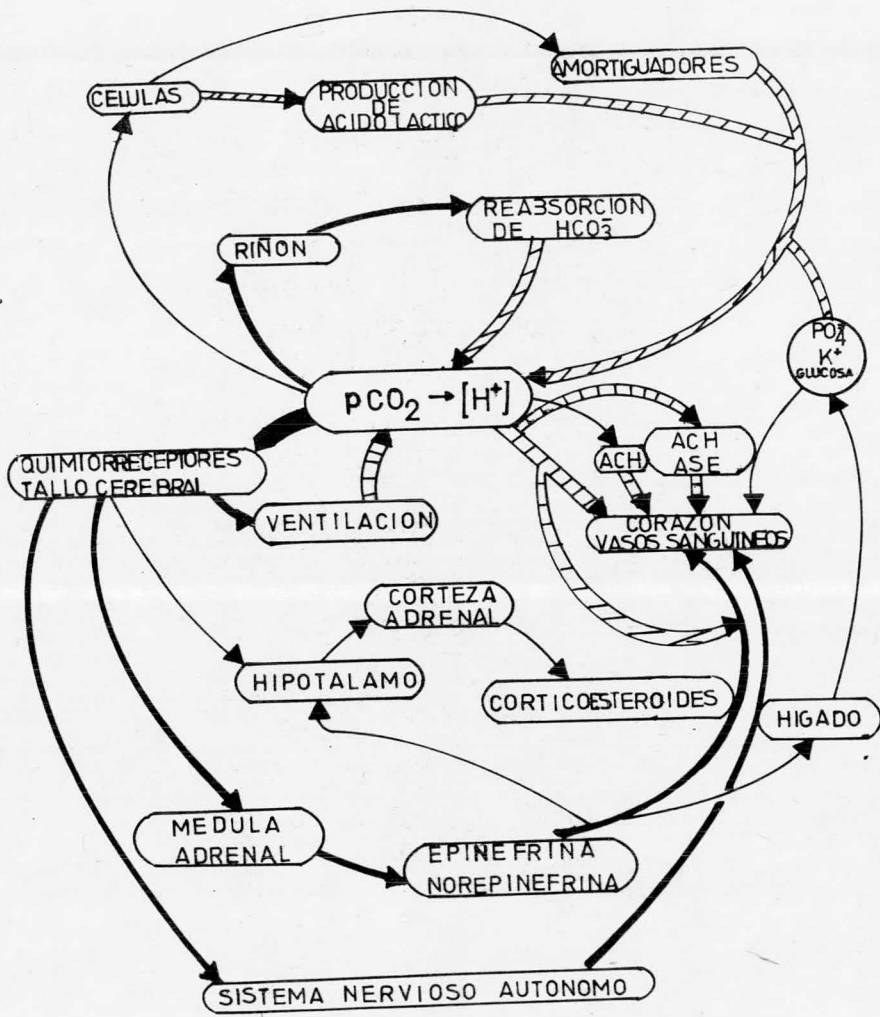 AMORTIGUADORES
CELULAS
PRODUCCION
DE
ACIDO LACTICO
REABSORCION
DE HCO3-
RIÑON
PO4=
K+
GLUCOSA
pCO2 → [H+]
QUIMIORRECEPTORES
TALLO CEREBRAL
ACH
ACH
ASE
VENTILACION
CORAZON
VASOS SANGUINEOS
CORTEZA
ADRENAL
HIPOTALAMO
CORTICOESTEROIDES
HIGADO
MEDULA
ADRENAL
EPINEFRINA
NOREPINEFRINA
SISTEMA NERVIOSO AUTONOMO